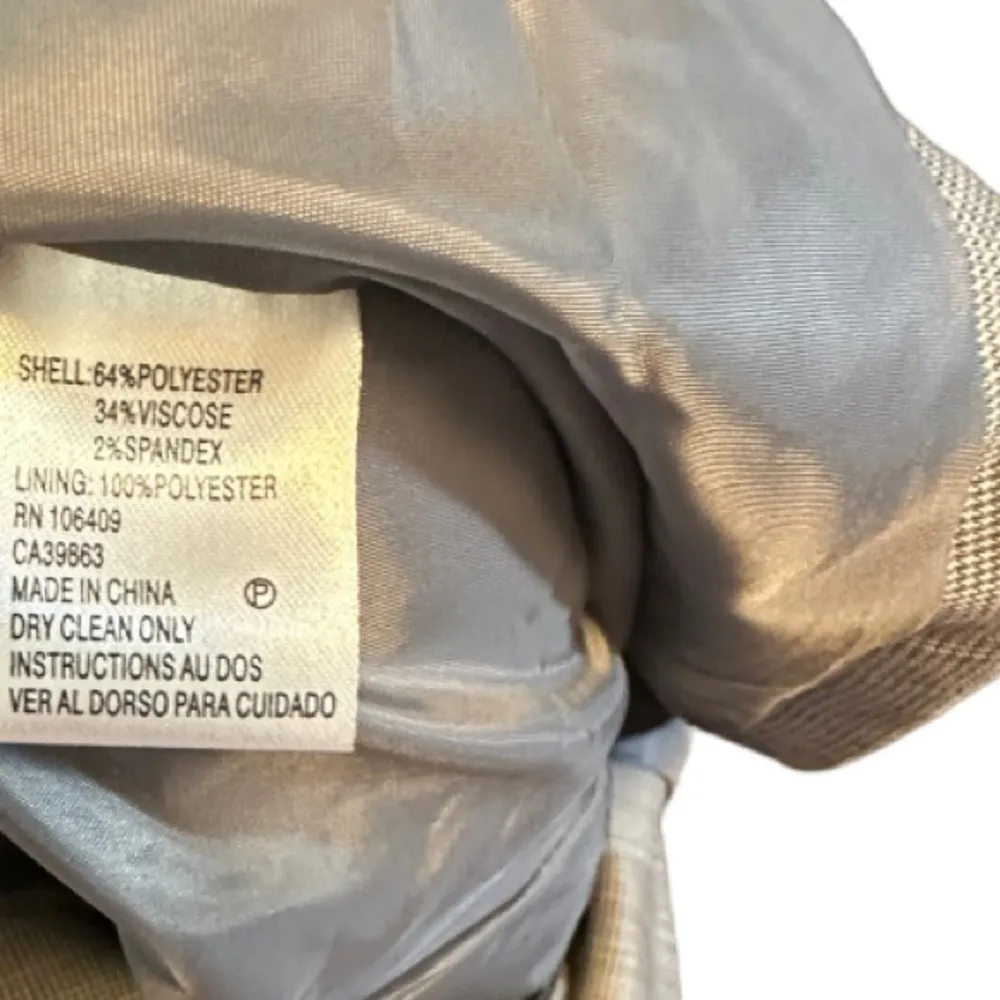 SHELL:64%POLYESTER
34%VISCOSE
2%SPANDEX
LINING: 100%POLYESTER
RN 106409
CA39863
MADE IN CHINA Ⓟ
DRY CLEAN ONLY
INSTRUCTIONS AU DOS
VER AL DORSO PARA CUIDADO